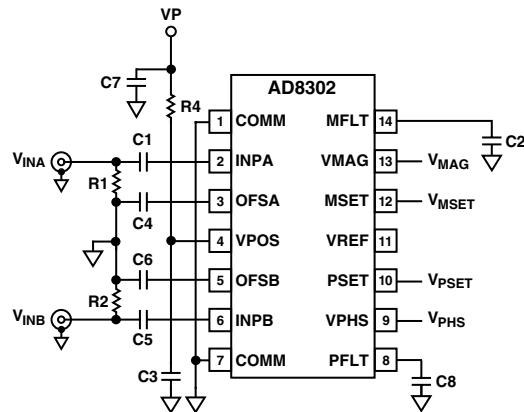 VP
C7
R4
AD8302
1 COMM
MFLT 14
C2
VINA
C1
2 INPA
VMAG 13
VMAG
R1
C4
3 OFSA
MSET 12
VMSET
4 VPOS
VREF 11
C6
5 OFSB
PSET 10
VPSET
R2
VINB
C5
6 INPB
VPHS 9
VPHS
C3
7 COMM
PFLT 8
C8